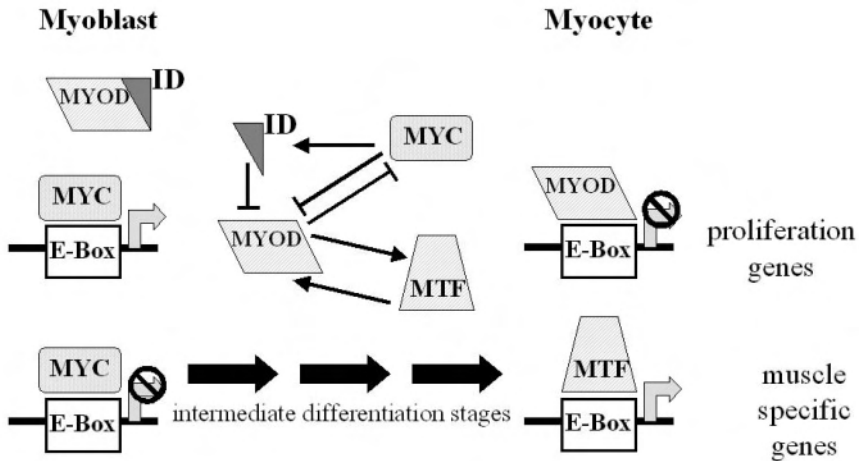 Myoblast
Myocyte
MYOD
ID
ID
MYC
MYOD
MTF
MYC
E-Box
MYOD
E-Box
proliferation
genes
MYC
E-Box
intermediate differentiation stages
MTF
E-Box
muscle
specific
genes